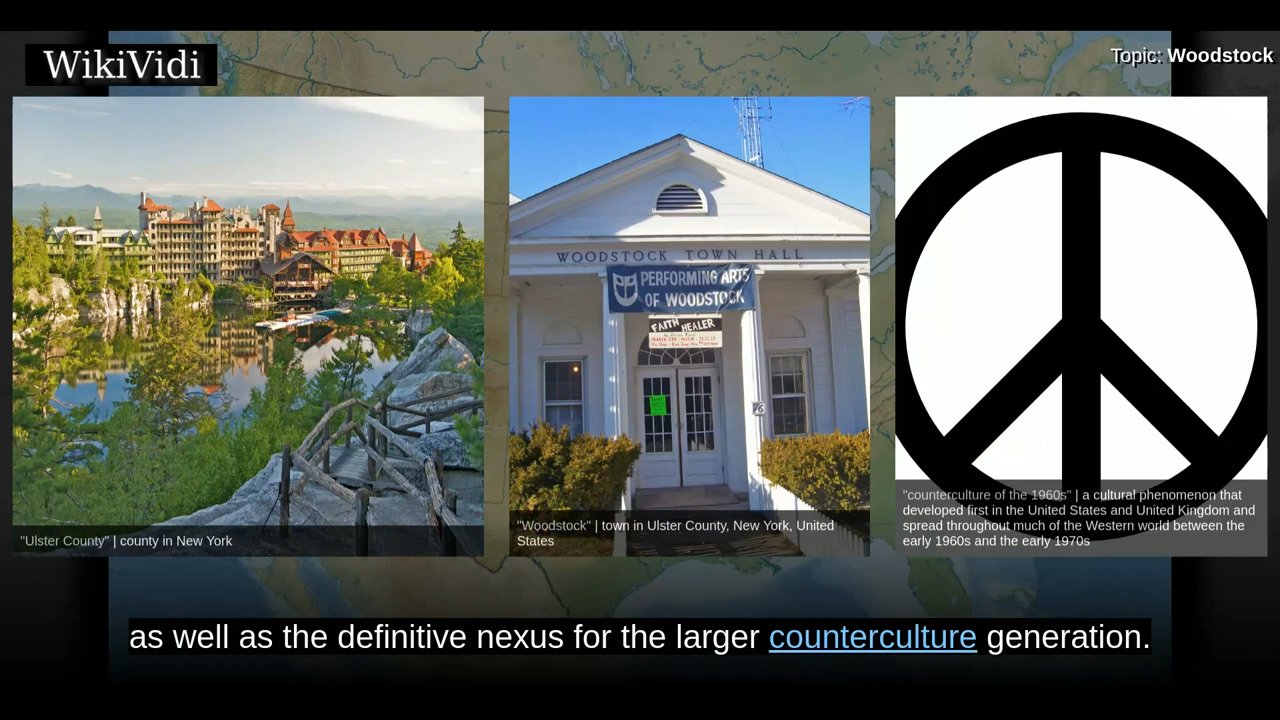 WikiVidi
Topic: Woodstock
WOODSTOCK TOWN HALL
PERFORMING ARTS
OF WOODSTOCK
FAITH HEALER
"Ulster County" | county in New York
"Woodstock" | town in Ulster County, New York, United
States
"counterculture of the 1960s" | a cultural phenomenon that
developed first in the United States and United Kingdom and
spread throughout much of the Western world between the
early 1960s and the early 1970s
as well as the definitive nexus for the larger counterculture generation.